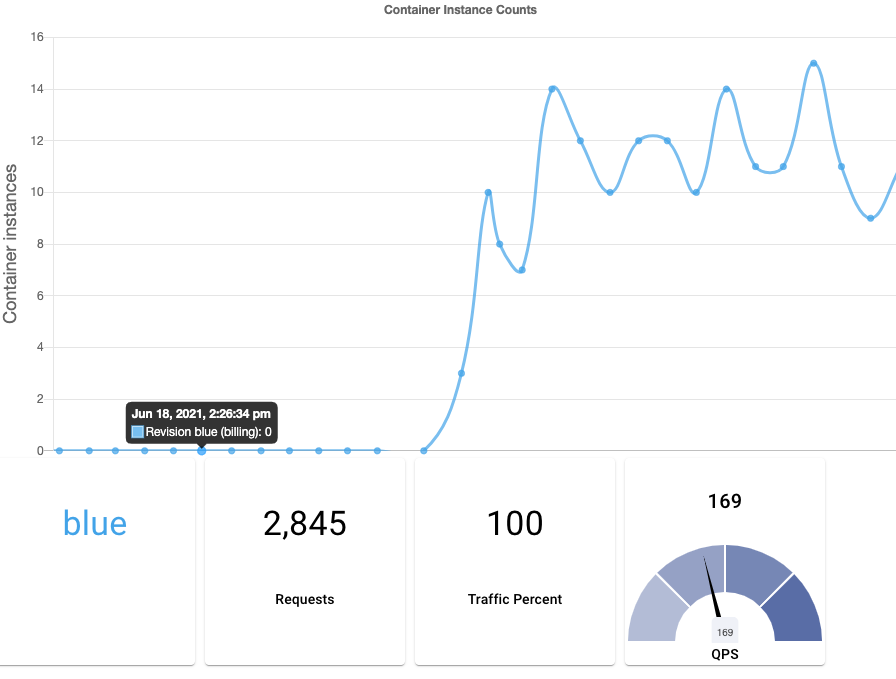 Container Instance Counts
16
14
12
10
8
6
4
2
0
Container instances
Jun 18, 2021, 2:26:34 pm
Revision blue (billing): 0
blue
2,845
Requests
100
Traffic Percent
169
169
QPS